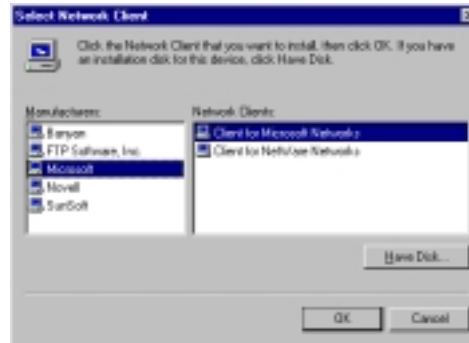 Select Network Client
Click the Network Client that you want to install, then click OK. If you have
an installation disk for this device, click Have Disk.
Manufacturers:
Banyan
FTP Software, Inc.
Microsoft
Novell
SunSoft
Network Clients:
Client for Microsoft Networks
Client for NetWare Networks
Have Disk...
OK
Cancel